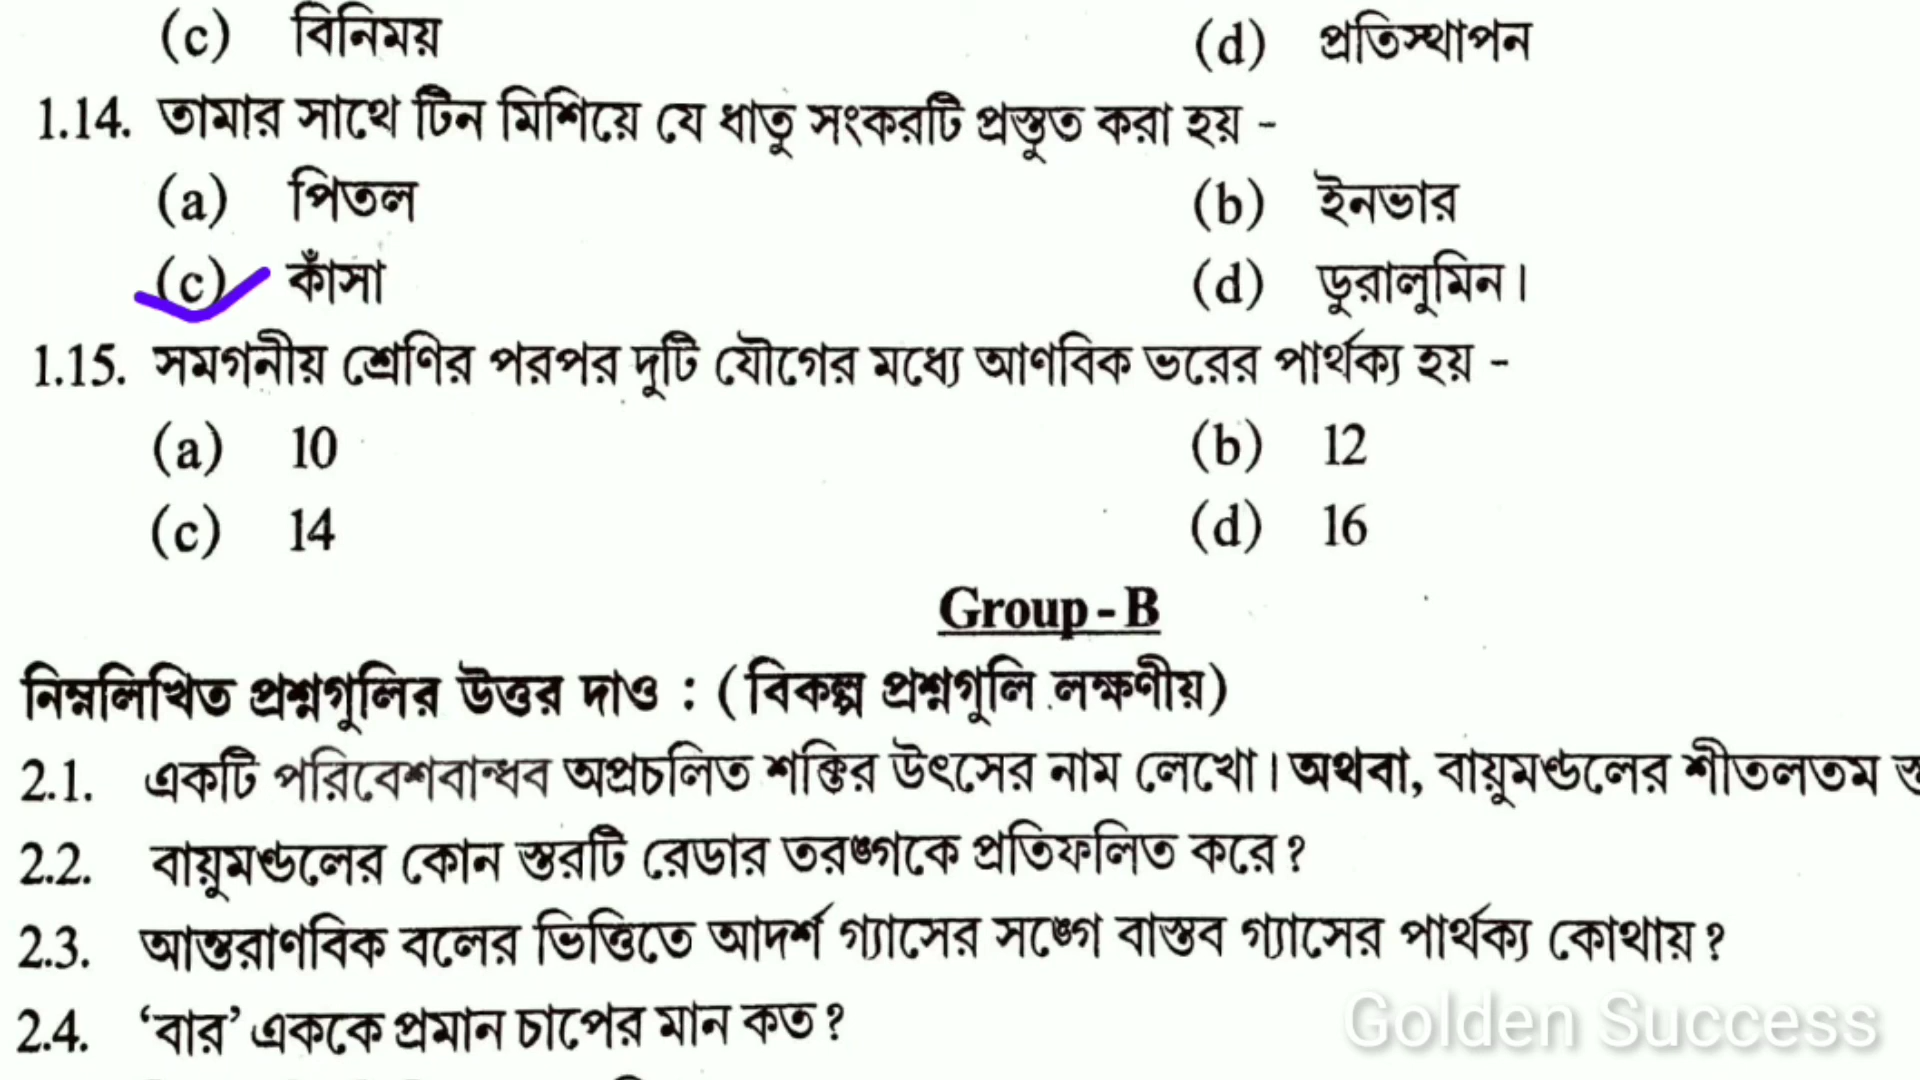 (c) বিনিময় (d) প্রতিস্থাপন
1.14. তামার সাথে টিন মিশিয়ে যে ধাতু সংকরটি প্রস্তুত করা হয় -
(a) পিতল (b) ইনভার
(c) কাঁসা (d) ডুরালুমিন।
1.15. সমগনীয় শ্রেণির পরপর দুটি যৌগের মধ্যে আণবিক ভরের পার্থক্য হয় -
(a) 10 (b) 12
(c) 14 (d) 16
Group - B
নিম্নলিখিত প্রশ্নগুলির উত্তর দাও : (বিকল্প প্রশ্নগুলি লক্ষণীয়)
2.1. একটি পরিবেশবান্ধব অপ্রচলিত শক্তির উৎসের নাম লেখো। অথবা, বায়ুমণ্ডলের শীতলতম
2.2. বায়ুমণ্ডলের কোন স্তরটি রেডার তরঙ্গকে প্রতিফলিত করে?
2.3. আন্তরাণবিক বলের ভিত্তিতে আদর্শ গ্যাসের সঙ্গে বাস্তব গ্যাসের পার্থক্য কোথায়?
2.4. ‘বার’ এককে প্রমান চাপের মান কত?
Golden Success